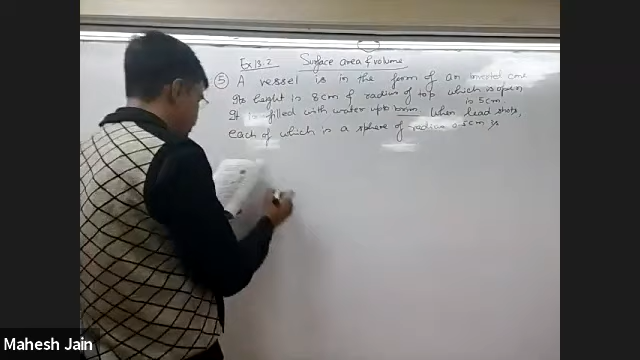 Ex 13.2 Surface area & volume
(5) A vessel is in the form of an inverted cone
Its height is 8cm & radius of top which is open
is 5cm.
It is filled with water upto brim when lead shots,
each of which is a sphere of radius 0.5cm
Mahesh Jain